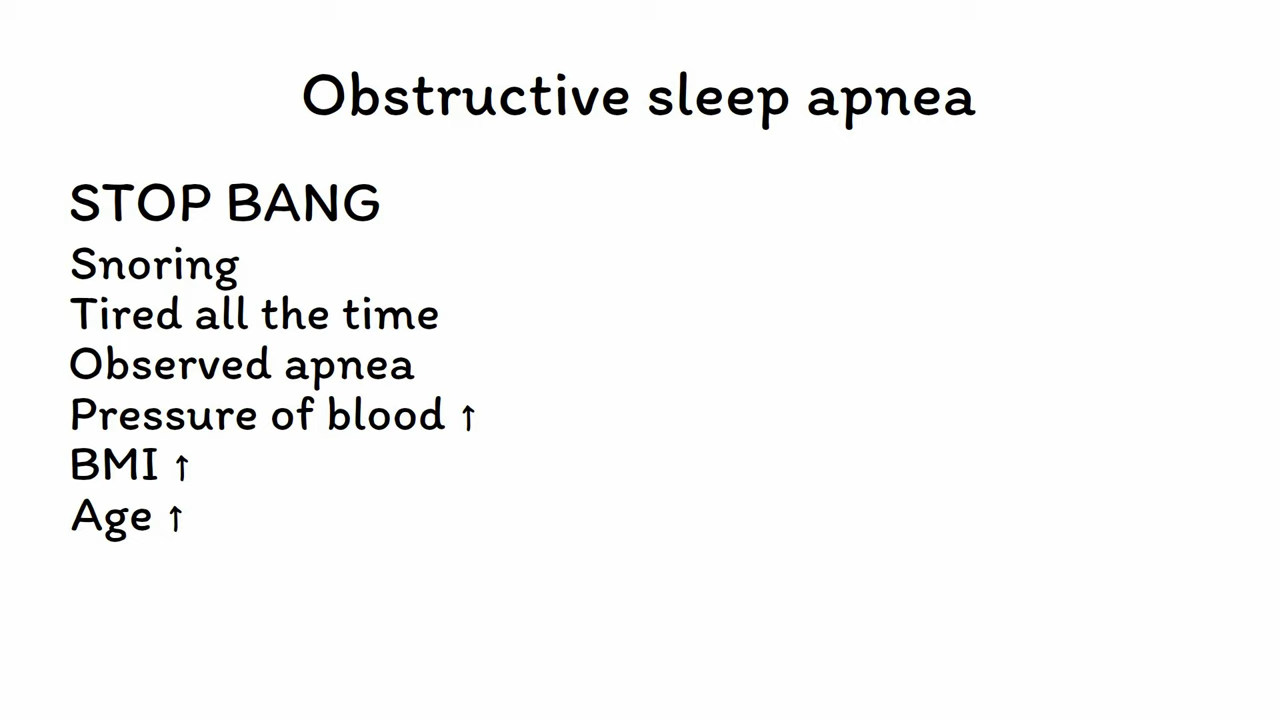 Obstructive sleep apnea
STOP BANG
Snoring
Tired all the time
Observed apnea
Pressure of blood ↑
BMI ↑
Age ↑